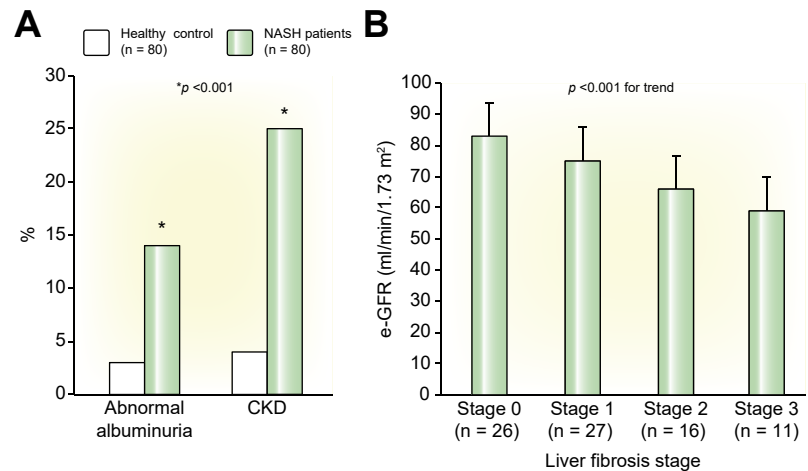 A
Healthy control
(n = 80)
NASH patients
(n = 80)
*p <0.001
30
25
20
15
10
5
0
%
*
*
Abnormal
albuminuria
CKD
B
p <0.001 for trend
100
90
80
70
60
50
40
30
20
10
0
e-GFR (ml/min/1.73 m²)
Stage 0
(n = 26)
Stage 1
(n = 27)
Stage 2
(n = 16)
Stage 3
(n = 11)
Liver fibrosis stage